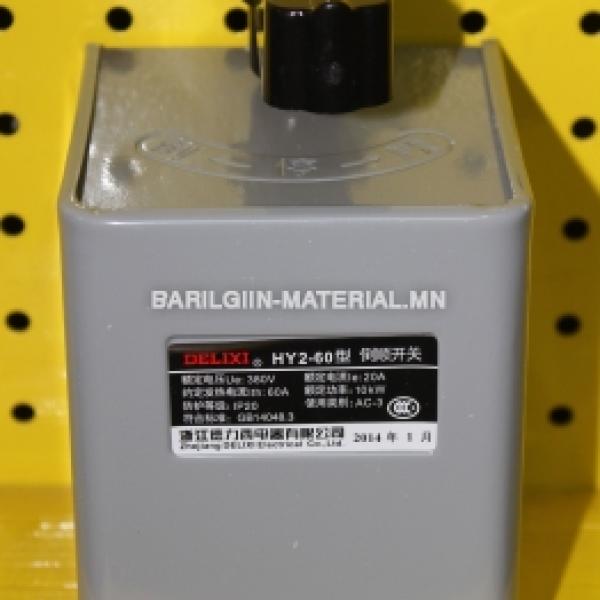 停
BARILGIIN-MATERIAL.MN
DELIXI® HY2-60型 倒顺开关
额定电压Ue: 380V 额定电流Ie: 20A
约定发热电流Ith: 60A 额定功率: 10kW
防护等级: IP20 使用类别: AC-3
符合标准: GB14048.3
浙江德力西电器有限公司 2014 年 1 月
Zhejiang DELIXI Electrical Co., Ltd.